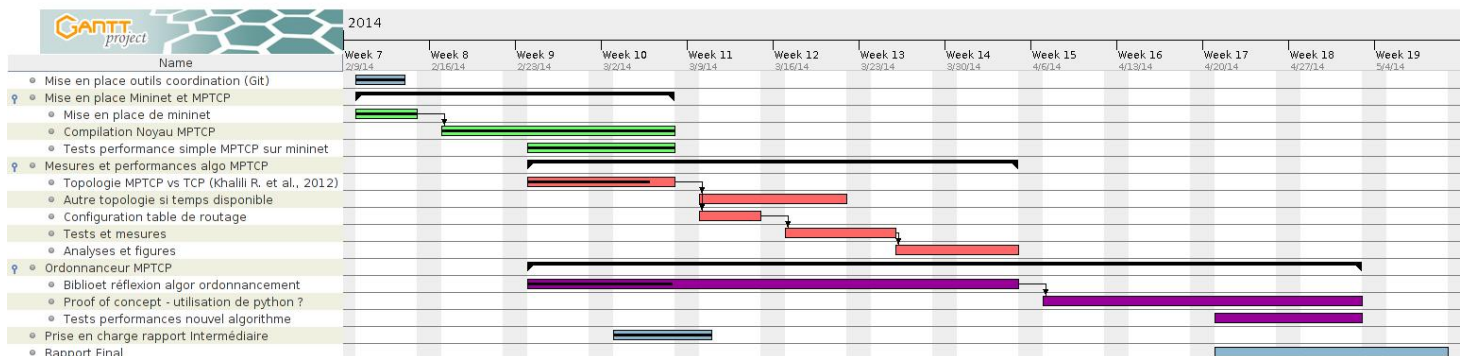 GANTT
project
2014
Name
Week 7 Week 8 Week 9 Week 10 Week 11 Week 12 Week 13 Week 14 Week 15 Week 16 Week 17 Week 18 Week 19
2/9/14 2/16/14 2/23/14 3/2/14 3/9/14 3/16/14 3/23/14 3/30/14 4/6/14 4/13/14 4/20/14 4/27/14 5/4/14
Mise en place outils coordination (Git)
Mise en place Mininet et MPTCP
Mise en place de mininet
Compilation Noyau MPTCP
Tests performance simple MPTCP sur mininet
Mesures et performances algo MPTCP
Topologie MPTCP vs TCP (Khalili R. et al., 2012)
Autre topologie si temps disponible
Configuration table de routage
Tests et mesures
Analyses et figures
Ordonnanceur MPTCP
Biblioet réflexion algor ordonnancement
Proof of concept - utilisation de python ?
Tests performances nouvel algorithme
Prise en charge rapport Intermédiaire
Rapport Final